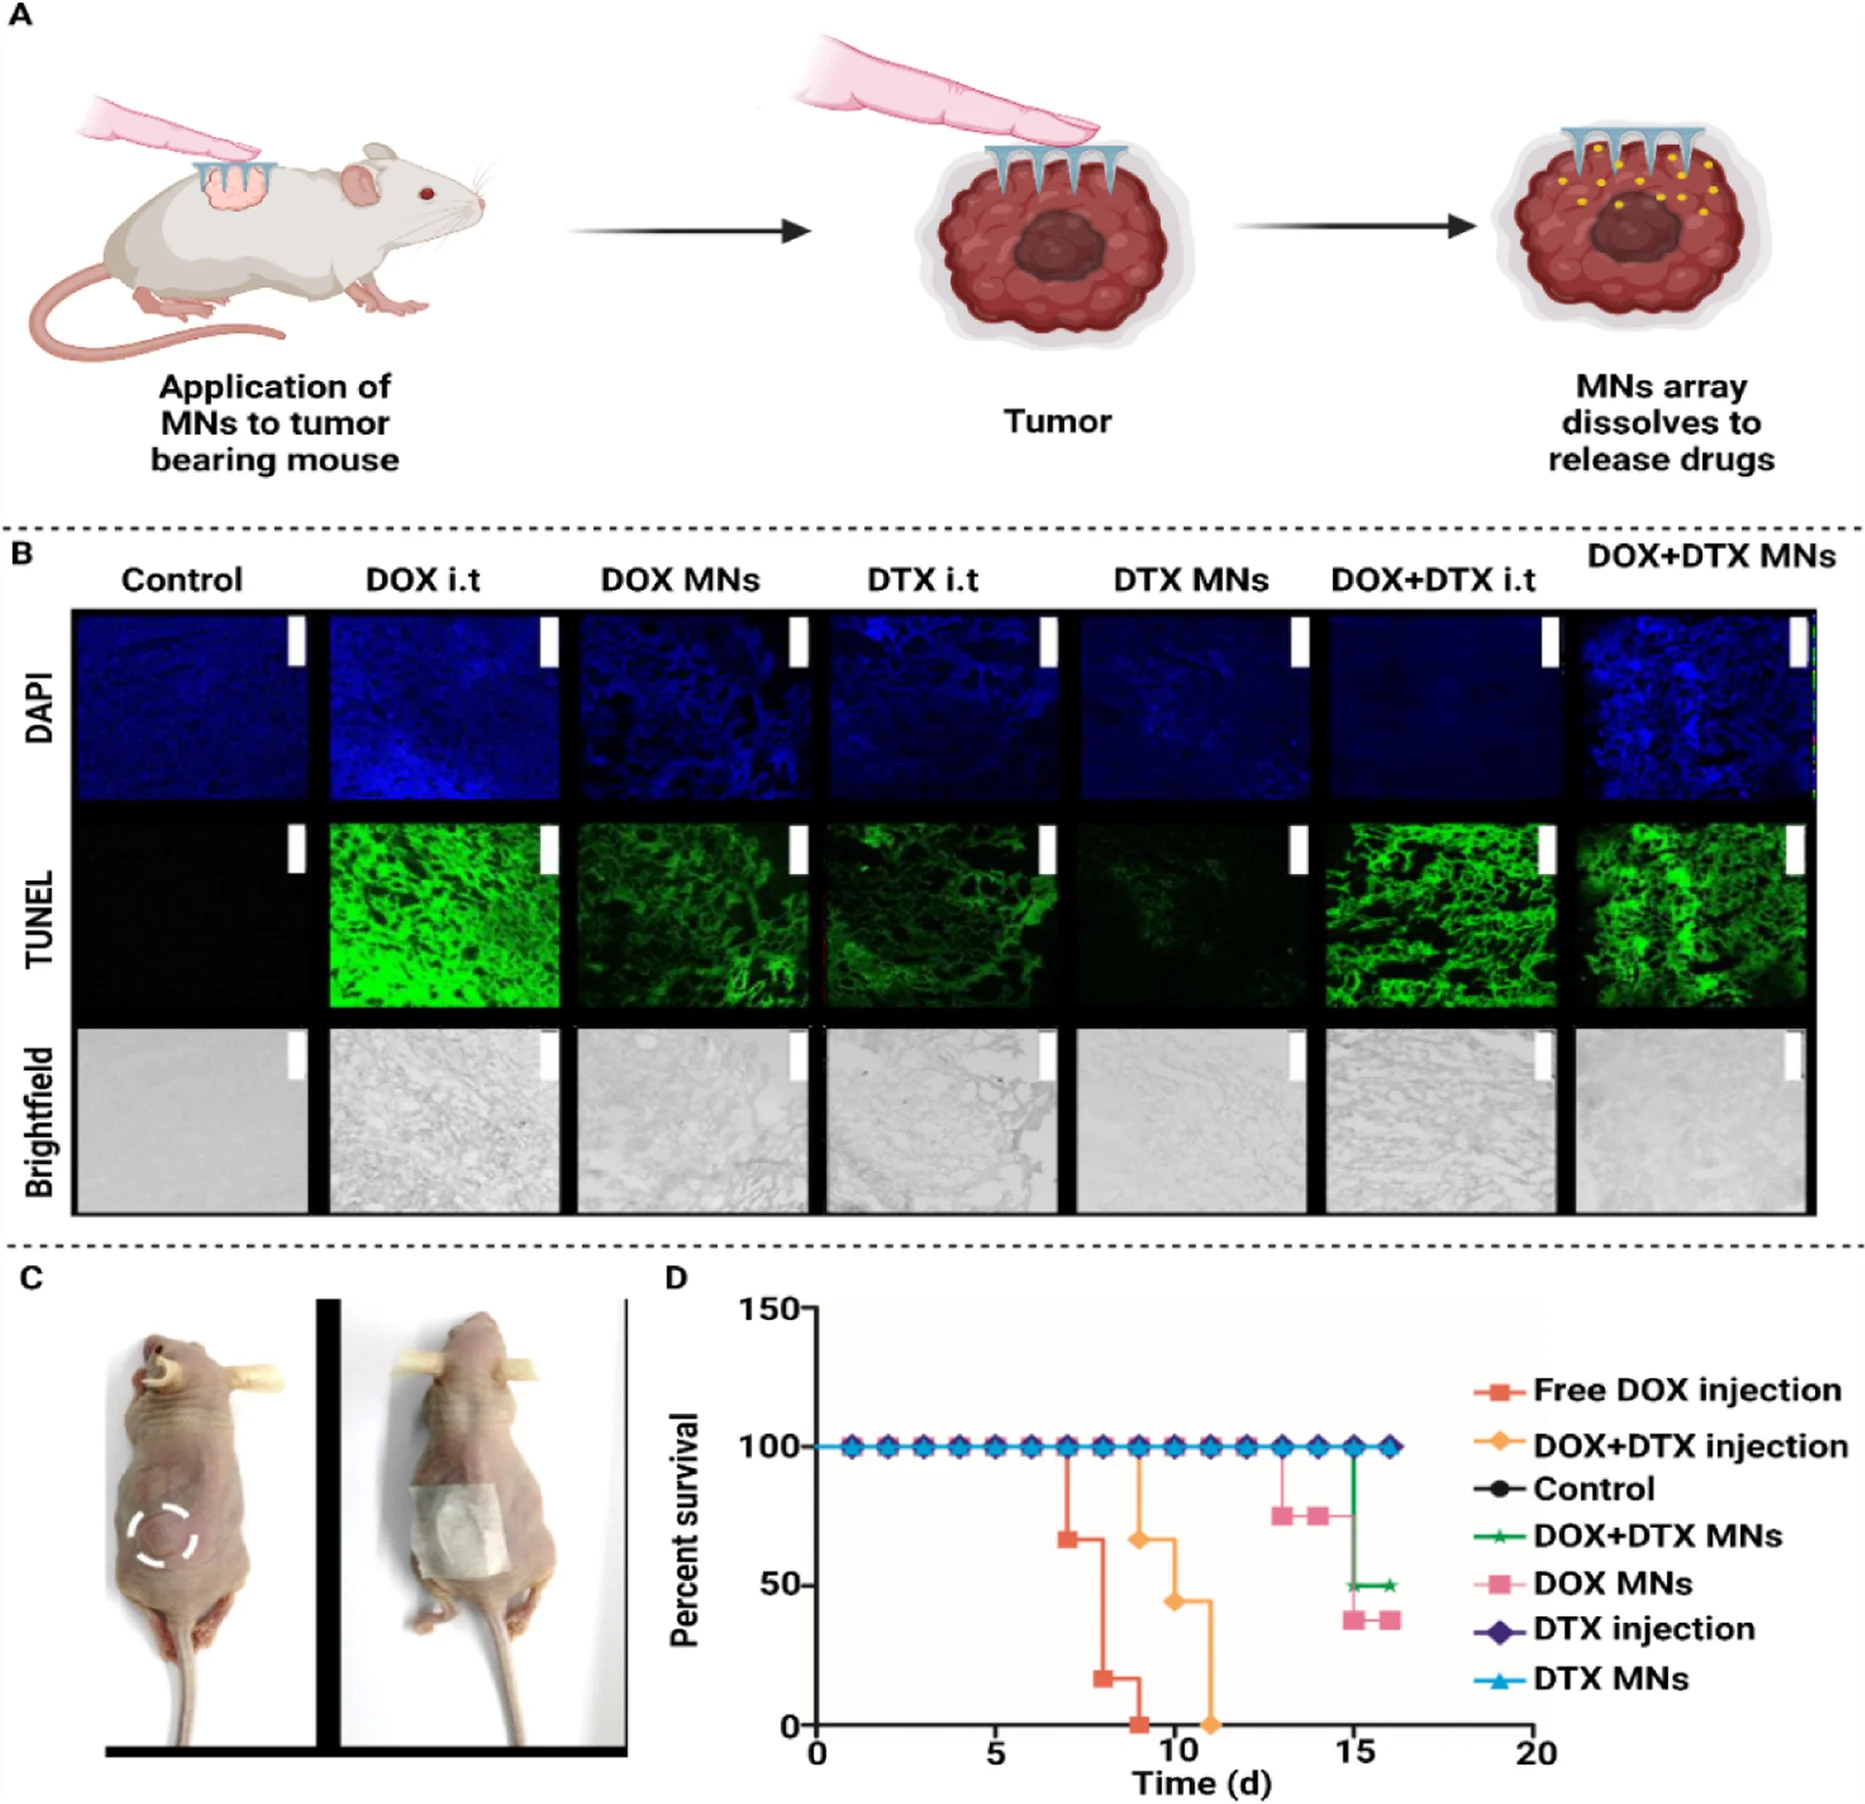 A
Application of
MNs to tumor
bearing mouse
Tumor
MNs array
dissolves to
release drugs
B
Control
DOX i.t
DOX MNs
DTX i.t
DTX MNs
DOX+DTX i.t
DOX+DTX MNs
DAPI
TUNEL
Brightfield
C
D
150
100
50
0
0
5
10
15
20
Percent survival
Time (d)
Free DOX injection
DOX+DTX injection
Control
DOX+DTX MNs
DOX MNs
DTX injection
DTX MNs